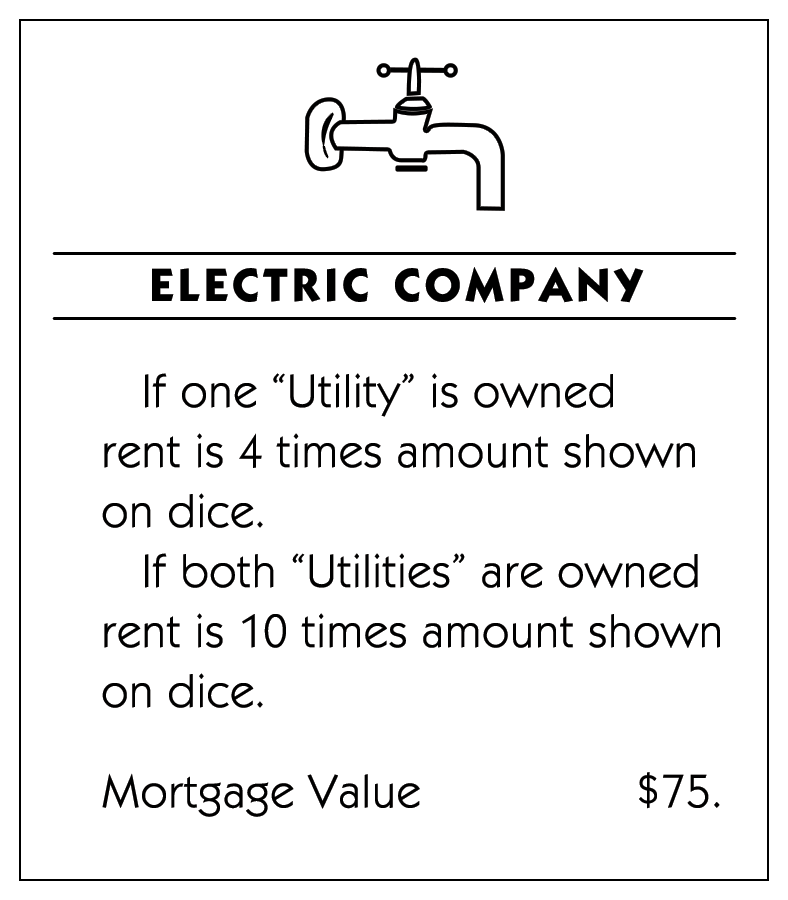 ELECTRIC COMPANY
If one “Utility” is owned
rent is 4 times amount shown
on dice.
If both “Utilities” are owned
rent is 10 times amount shown
on dice.
Mortgage Value $75.